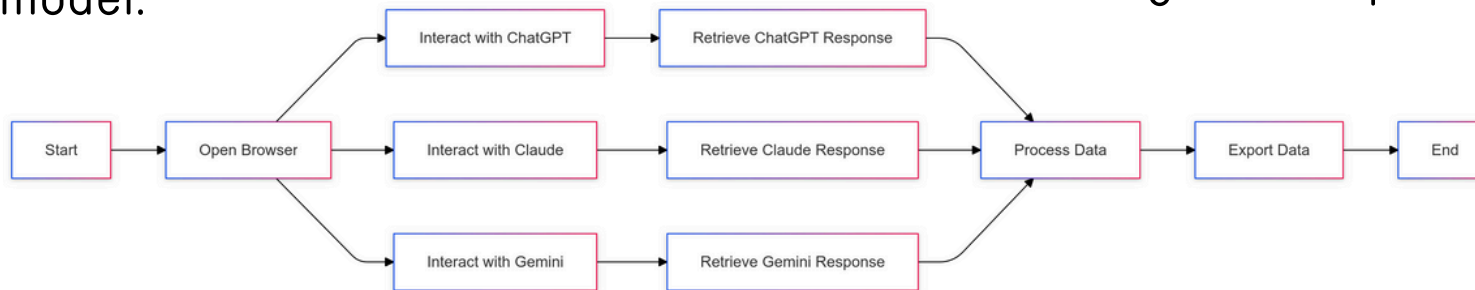 model.
Interact with ChatGPT
Retrieve ChatGPT Response
Start
Open Browser
Interact with Claude
Retrieve Claude Response
Process Data
Export Data
End
Interact with Gemini
Retrieve Gemini Response